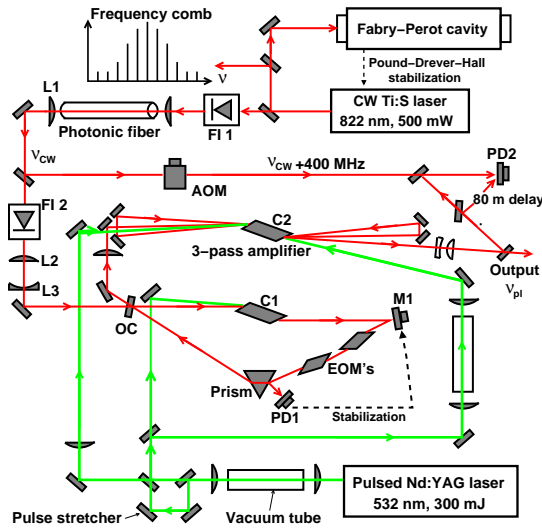 Frequency comb
ν
Fabry–Perot cavity
Pound–Drever–Hall
stabilization
CW Ti:S laser
822 nm, 500 mW
L1
Photonic fiber
FI 1
νCW
νCW +400 MHz
PD2
AOM
80 m delay
FI 2
C2
3-pass amplifier
L2
L3
Output
νpl
OC
C1
M1
EOM's
Prism
PD1
Stabilization
Pulsed Nd:YAG laser
532 nm, 300 mJ
Pulse stretcher
Vacuum tube